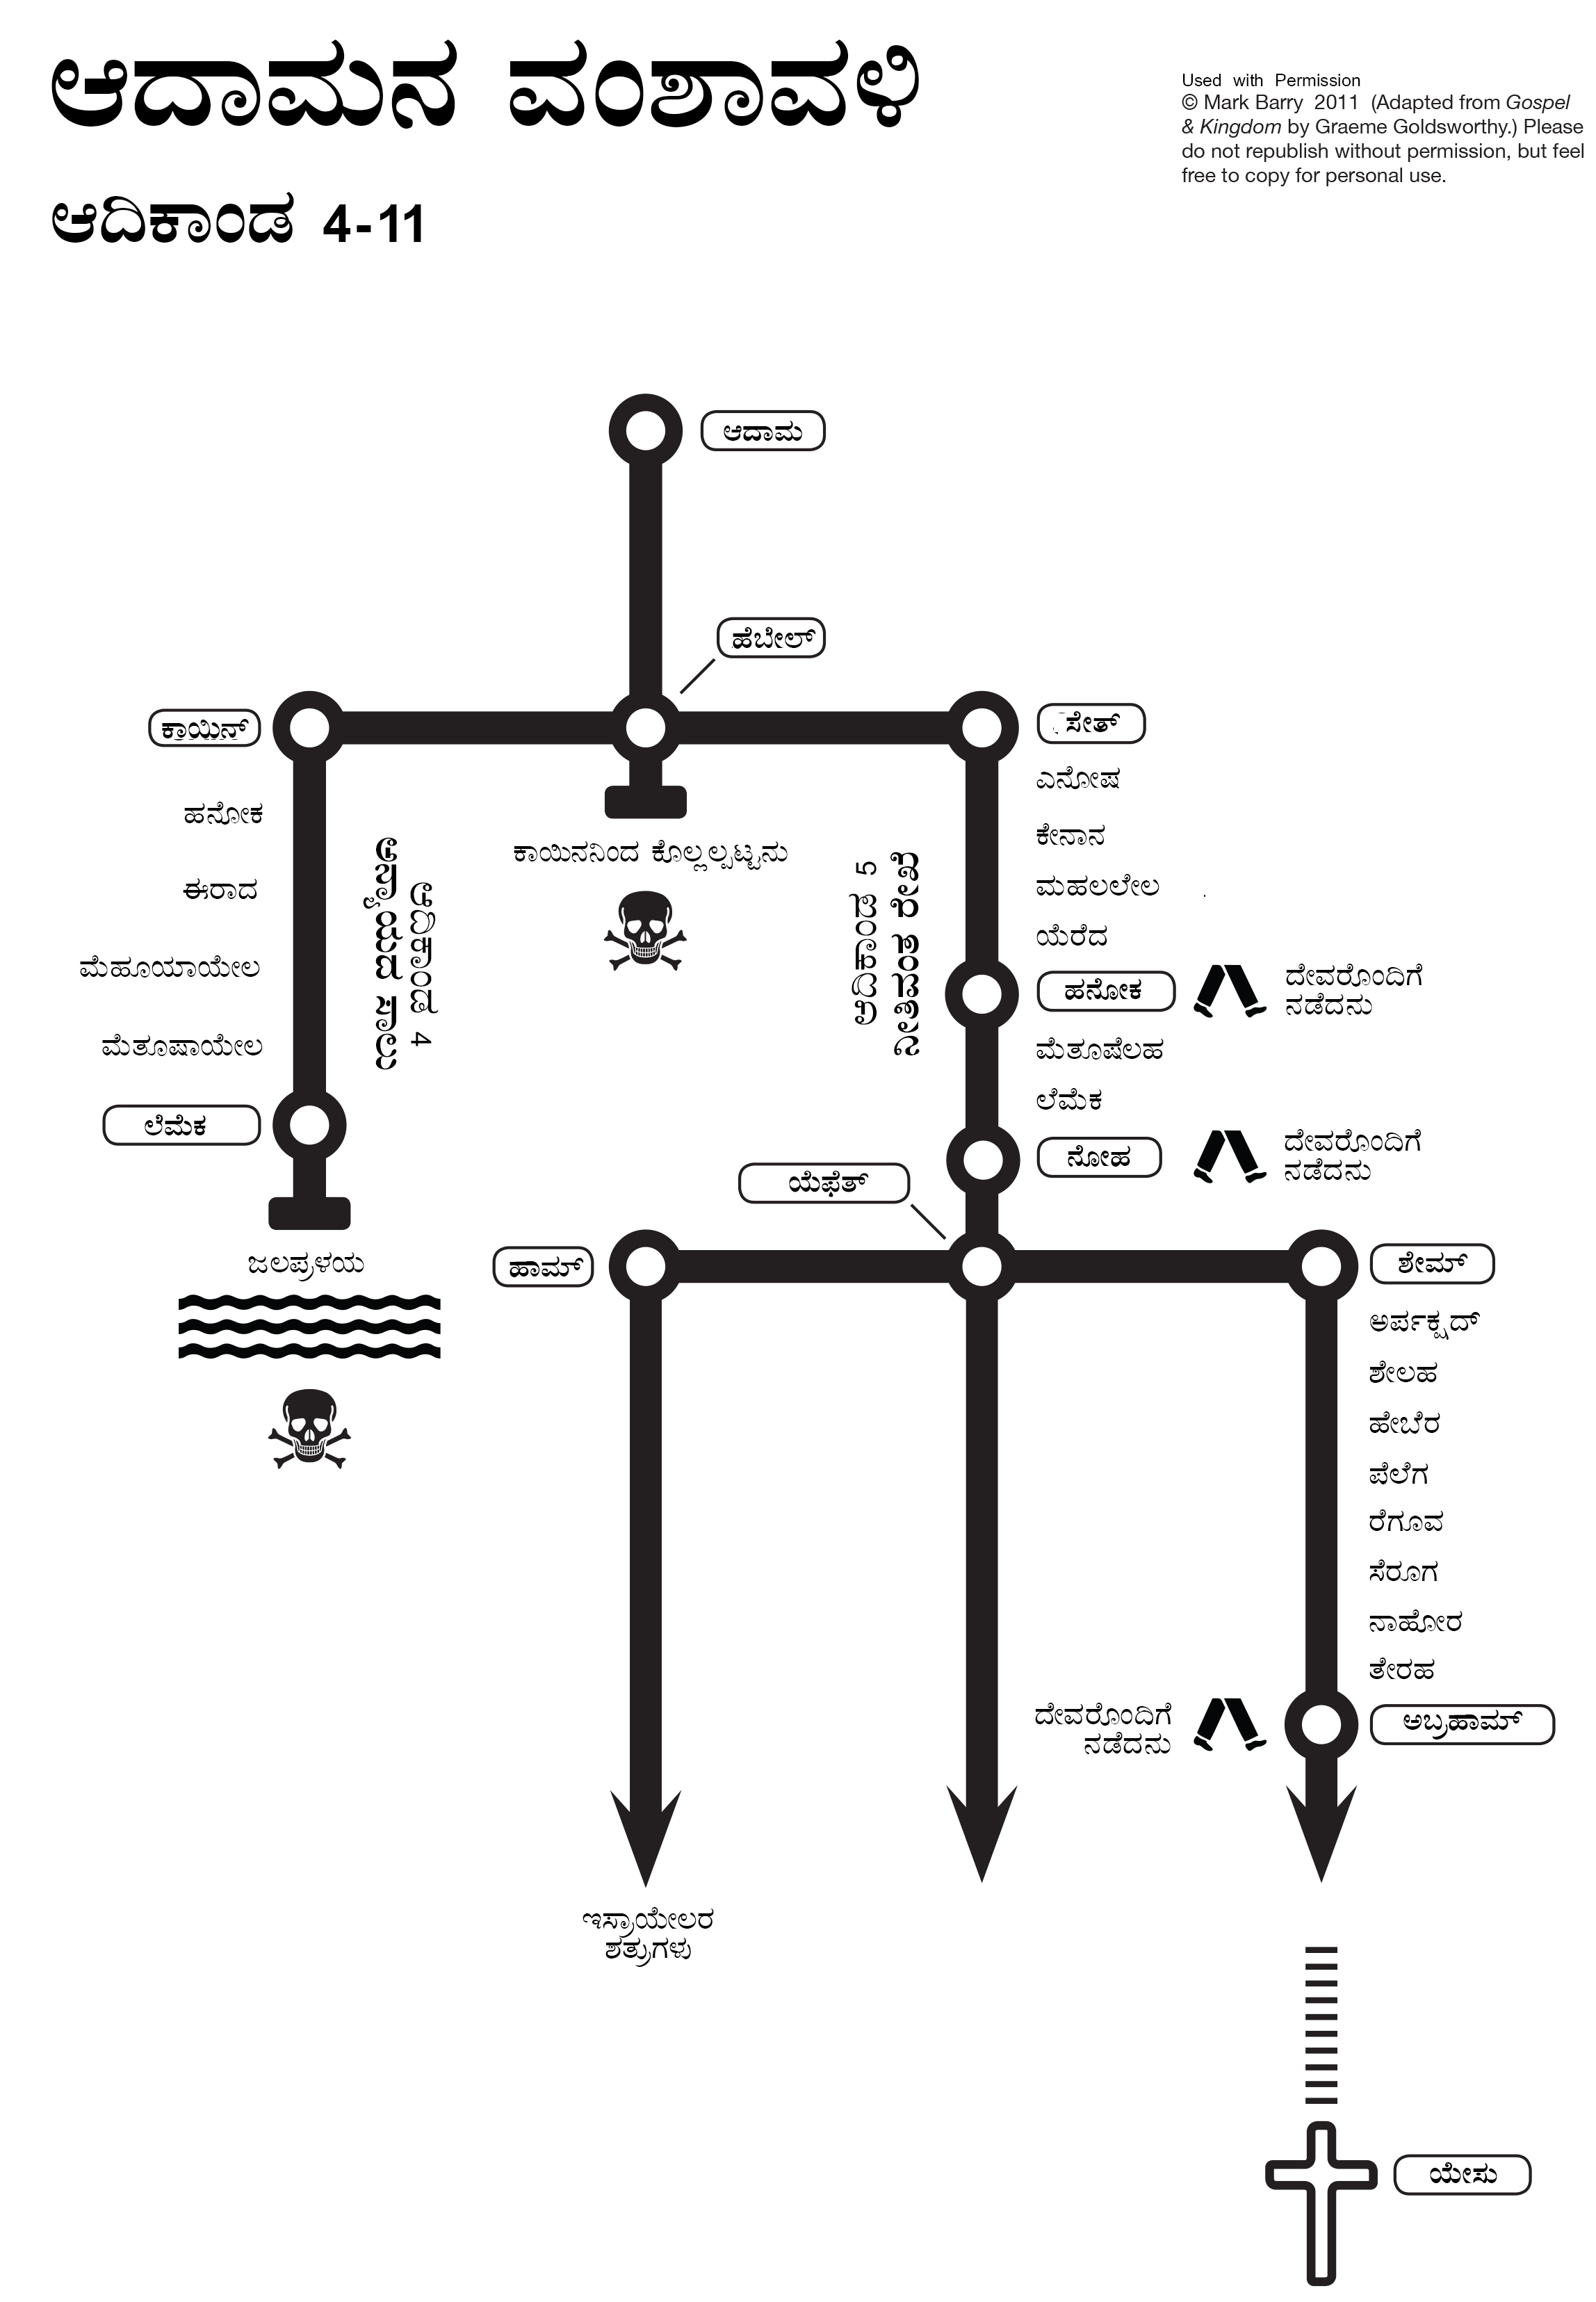 ಆದಾಮನ ವಂಶಾವಳಿ
ಆದಿಕಾಂಡ 4-11
Used with Permission
© Mark Barry 2011 (Adapted from Gospel
& Kingdom by Graeme Goldsworthy.) Please
do not republish without permission, but feel
free to copy for personal use.
ಆದಾಮ
ಹೆಬೇಲ್
ಕಾಯಿನ್
ಹನೋಕ
ಈರಾದ
ಮೆಹೂಯಾಯೇಲ
ಮೆತೂಷಾಯೇಲ
ಲೆಮೆಕ
ಆದಿಕಾಂಡ 4
ಜಲಪ್ರಳಯ
ಕಾಯಿನನಿಂದ ಕೊಲ್ಲಲ್ಪಟ್ಟನು
ಆದಿಕಾಂಡ 5
ನೀತಿವಂತ ರೇಖೆ
ಸೇತ್
ಎನೋಷ
ಕೇನಾನ
ಮಹಲಲೇಲ
ಯೆರೆದ
ಹನೋಕ
ದೇವರೊಂದಿಗೆ
ನಡೆದನು
ಮೆತೂಷೆಲಹ
ಲೆಮೆಕ
ನೋಹ
ದೇವರೊಂದಿಗೆ
ನಡೆದನು
ಯೆಫೆತ್
ಹಾಮ್
ಶೇಮ್
ಅರ್ಪಕ್ಷದ್
ಶೇಲಹ
ಹೇಬೆರ
ಪೆಲೆಗ
ರೆಗೂವ
ಸೆರೂಗ
ನಾಹೋರ
ತೇರಹ
ಅಬ್ರಹಾಮ್
ದೇವರೊಂದಿಗೆ
ನಡೆದನು
ಇಸ್ರಾಯೇಲರ
ಶತ್ರುಗಳು
ಯೇಸು